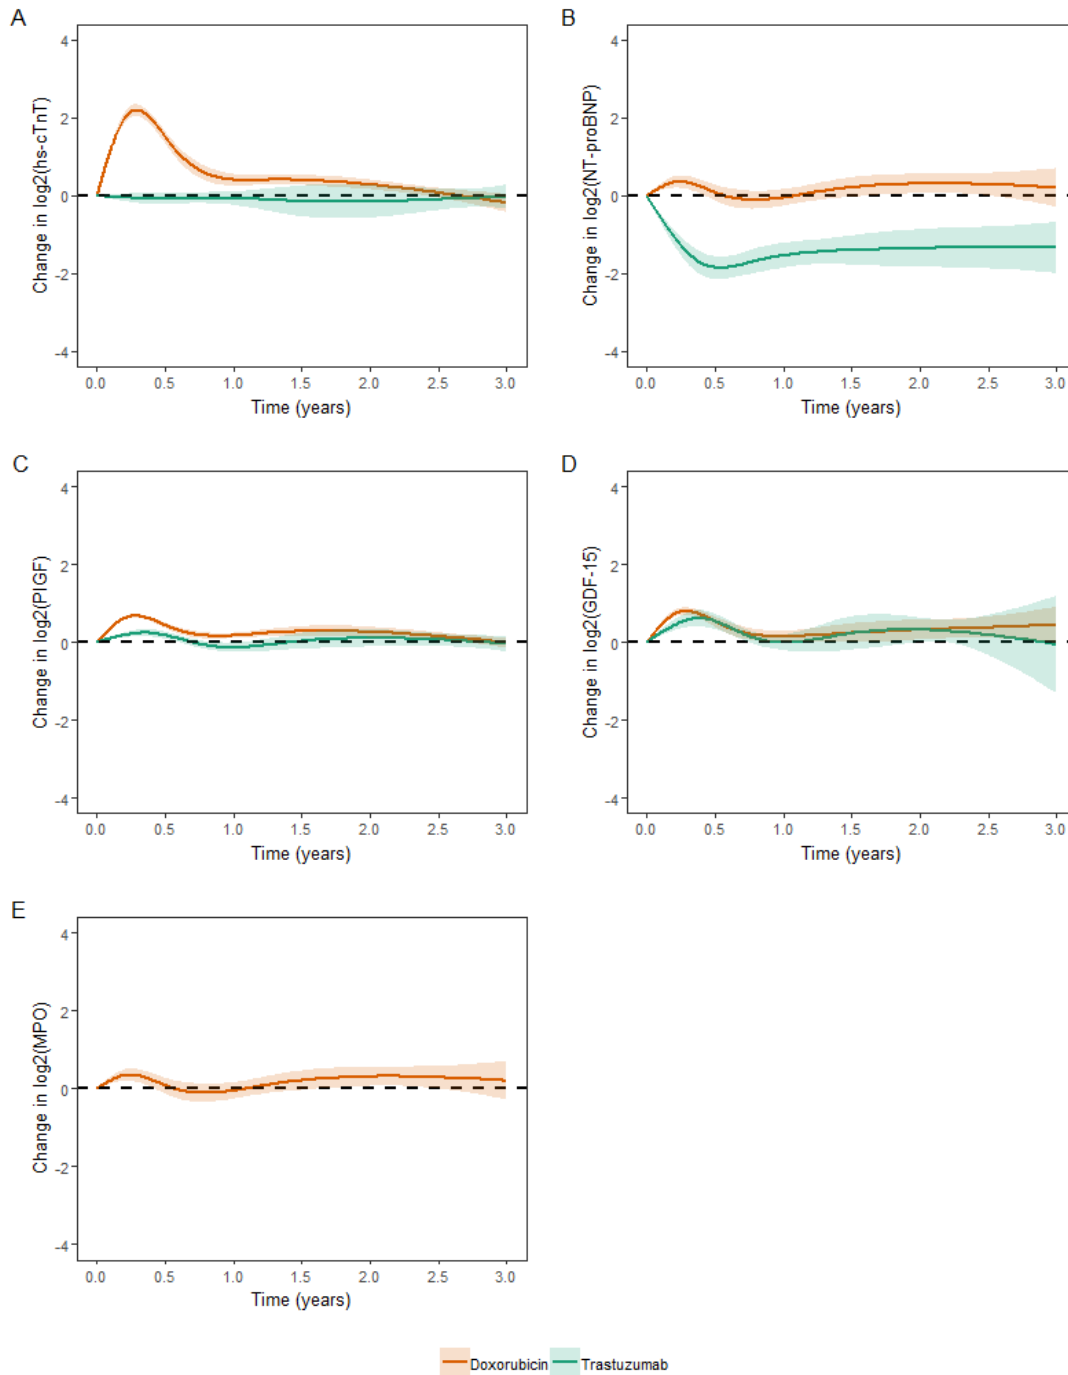 A
Change in log2(hs-cTnT)
4
2
0
-2
-4
0.0 0.5 1.0 1.5 2.0 2.5 3.0
Time (years)
B
Change in log2(NT-proBNP)
4
2
0
-2
-4
0.0 0.5 1.0 1.5 2.0 2.5 3.0
Time (years)
C
Change in log2(PIGF)
4
2
0
-2
-4
0.0 0.5 1.0 1.5 2.0 2.5 3.0
Time (years)
D
Change in log2(GDF-15)
4
2
0
-2
-4
0.0 0.5 1.0 1.5 2.0 2.5 3.0
Time (years)
E
Change in log2(MPO)
4
2
0
-2
-4
0.0 0.5 1.0 1.5 2.0 2.5 3.0
Time (years)
Doxorubicin Trastuzumab